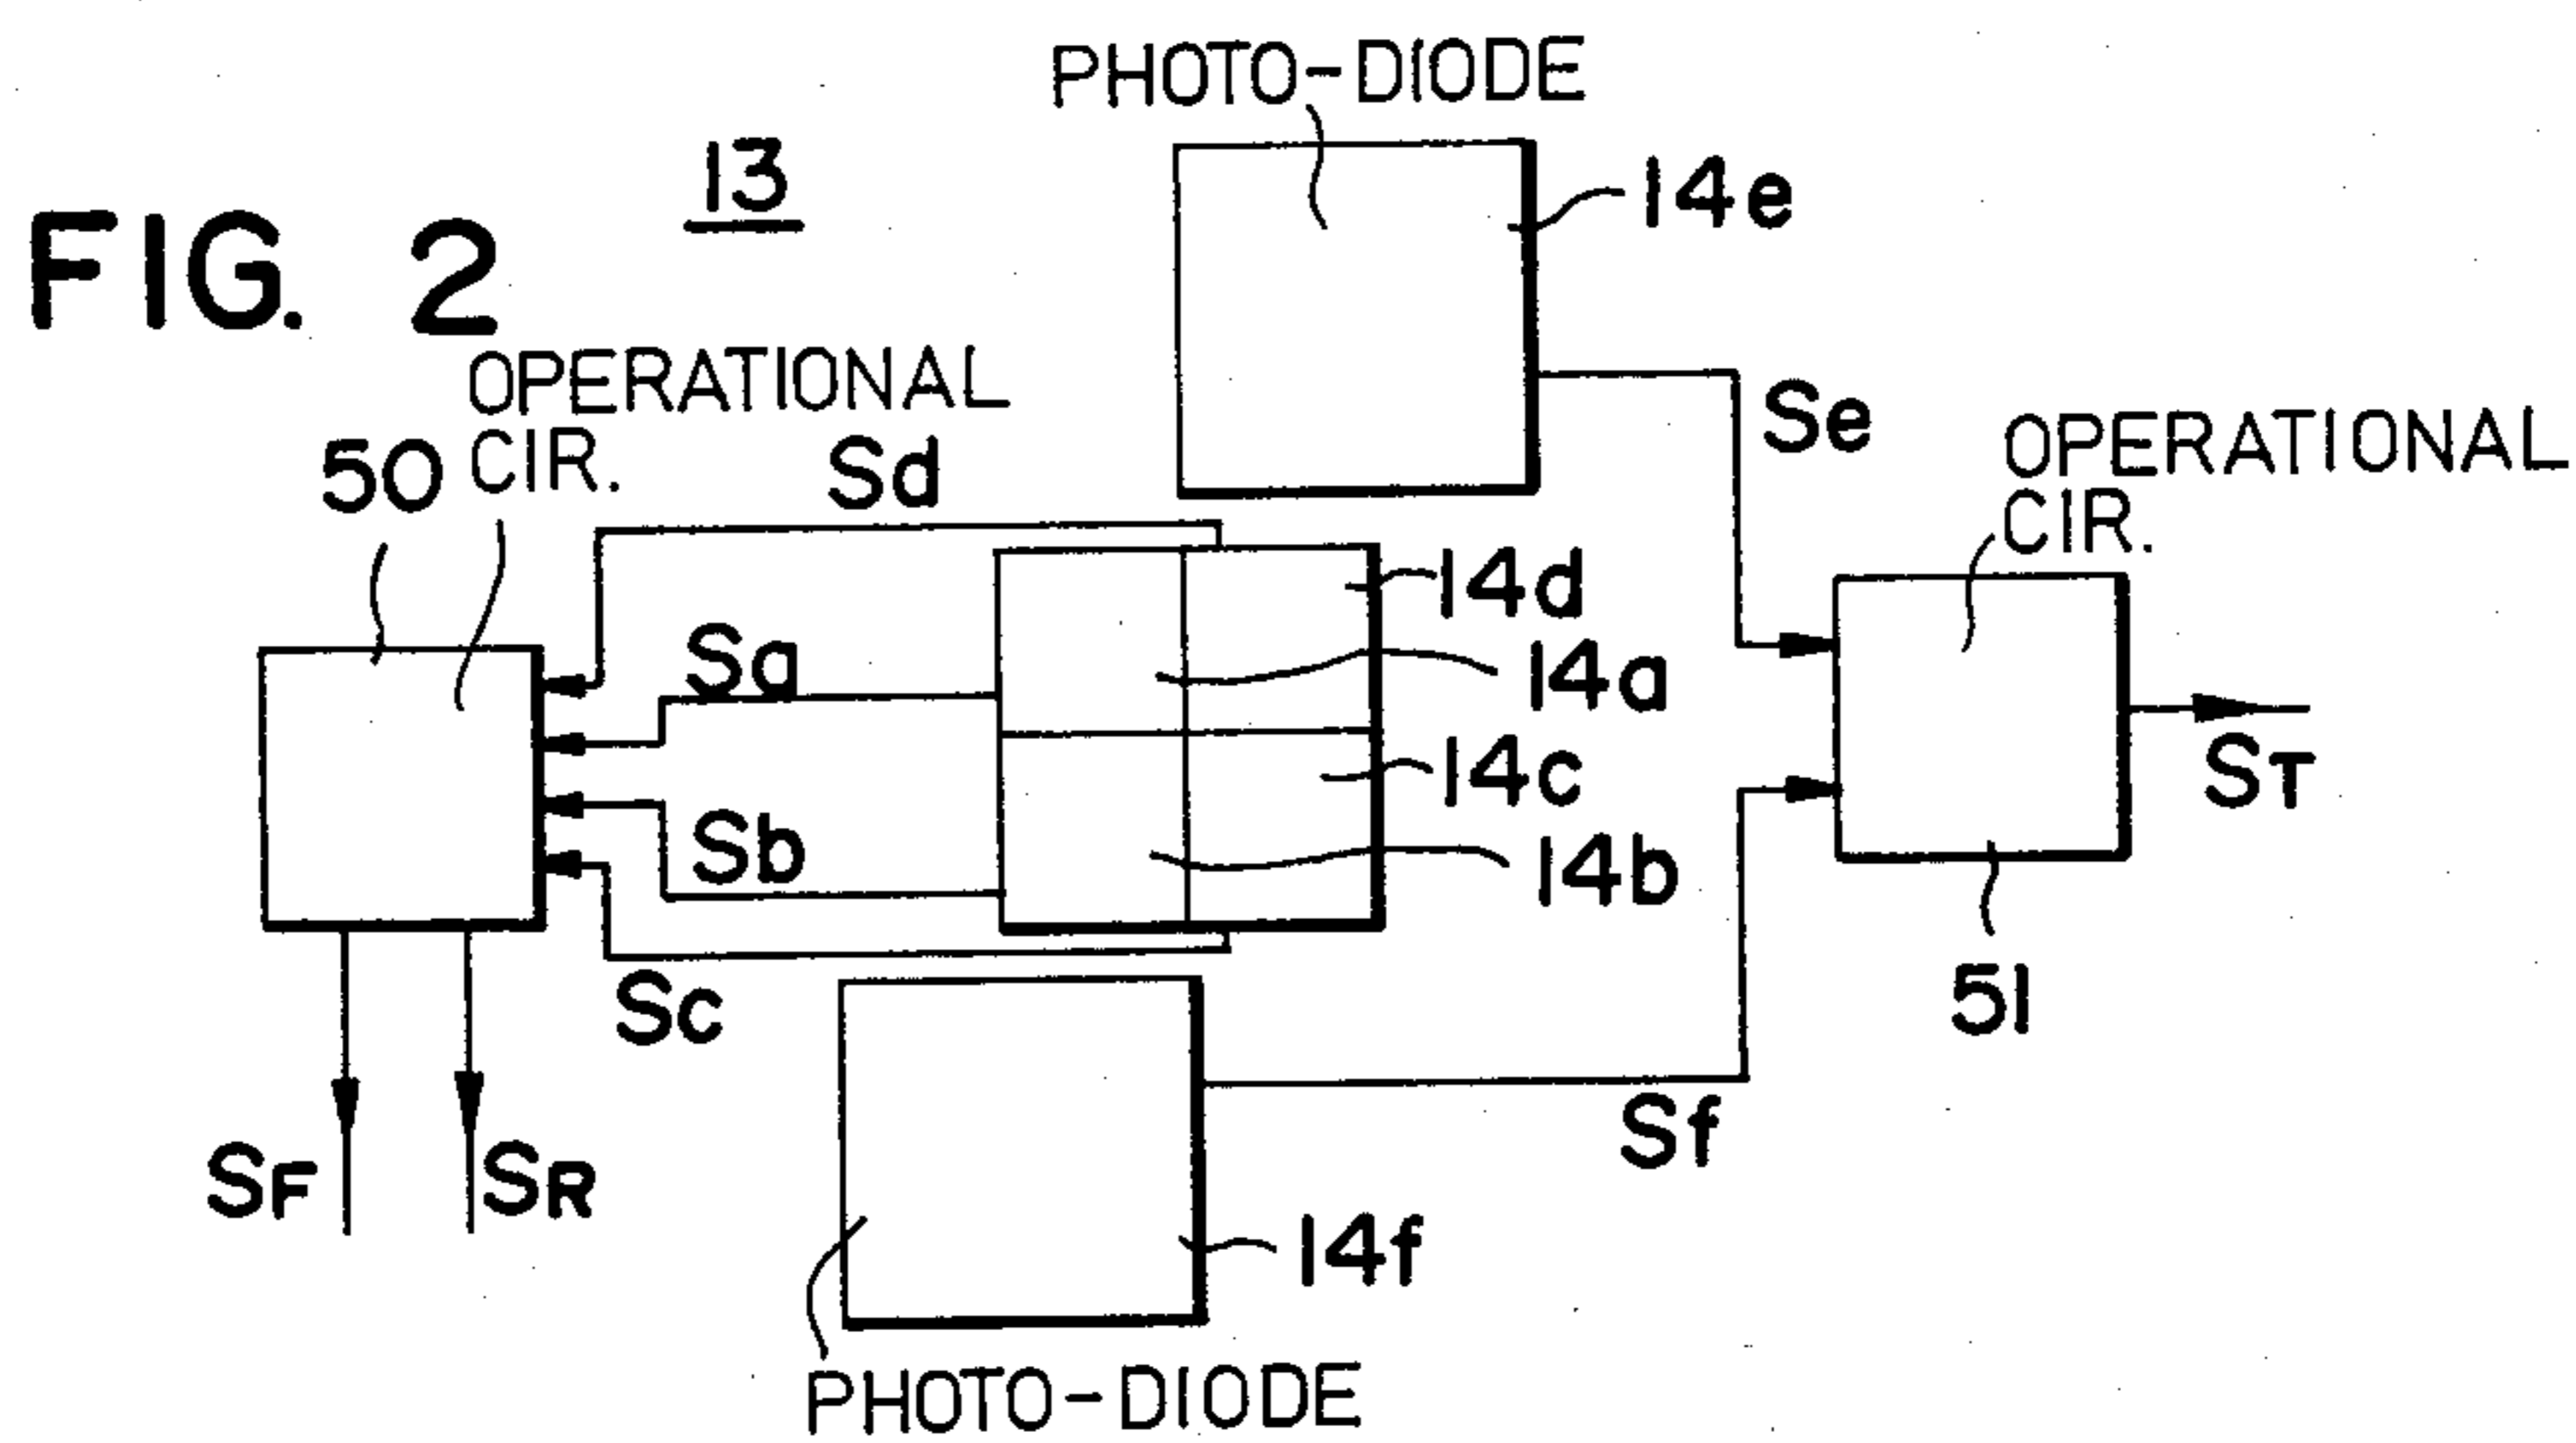 PHOTO-DIODE
13
14e
FIG. 2
OPERATIONAL
CIR.
50
Sd
Se
OPERATIONAL
CIR.
14d
Sa
14a
14c
ST
Sb
14b
51
Sc
Sf
SF
SR
14f
PHOTO-DIODE